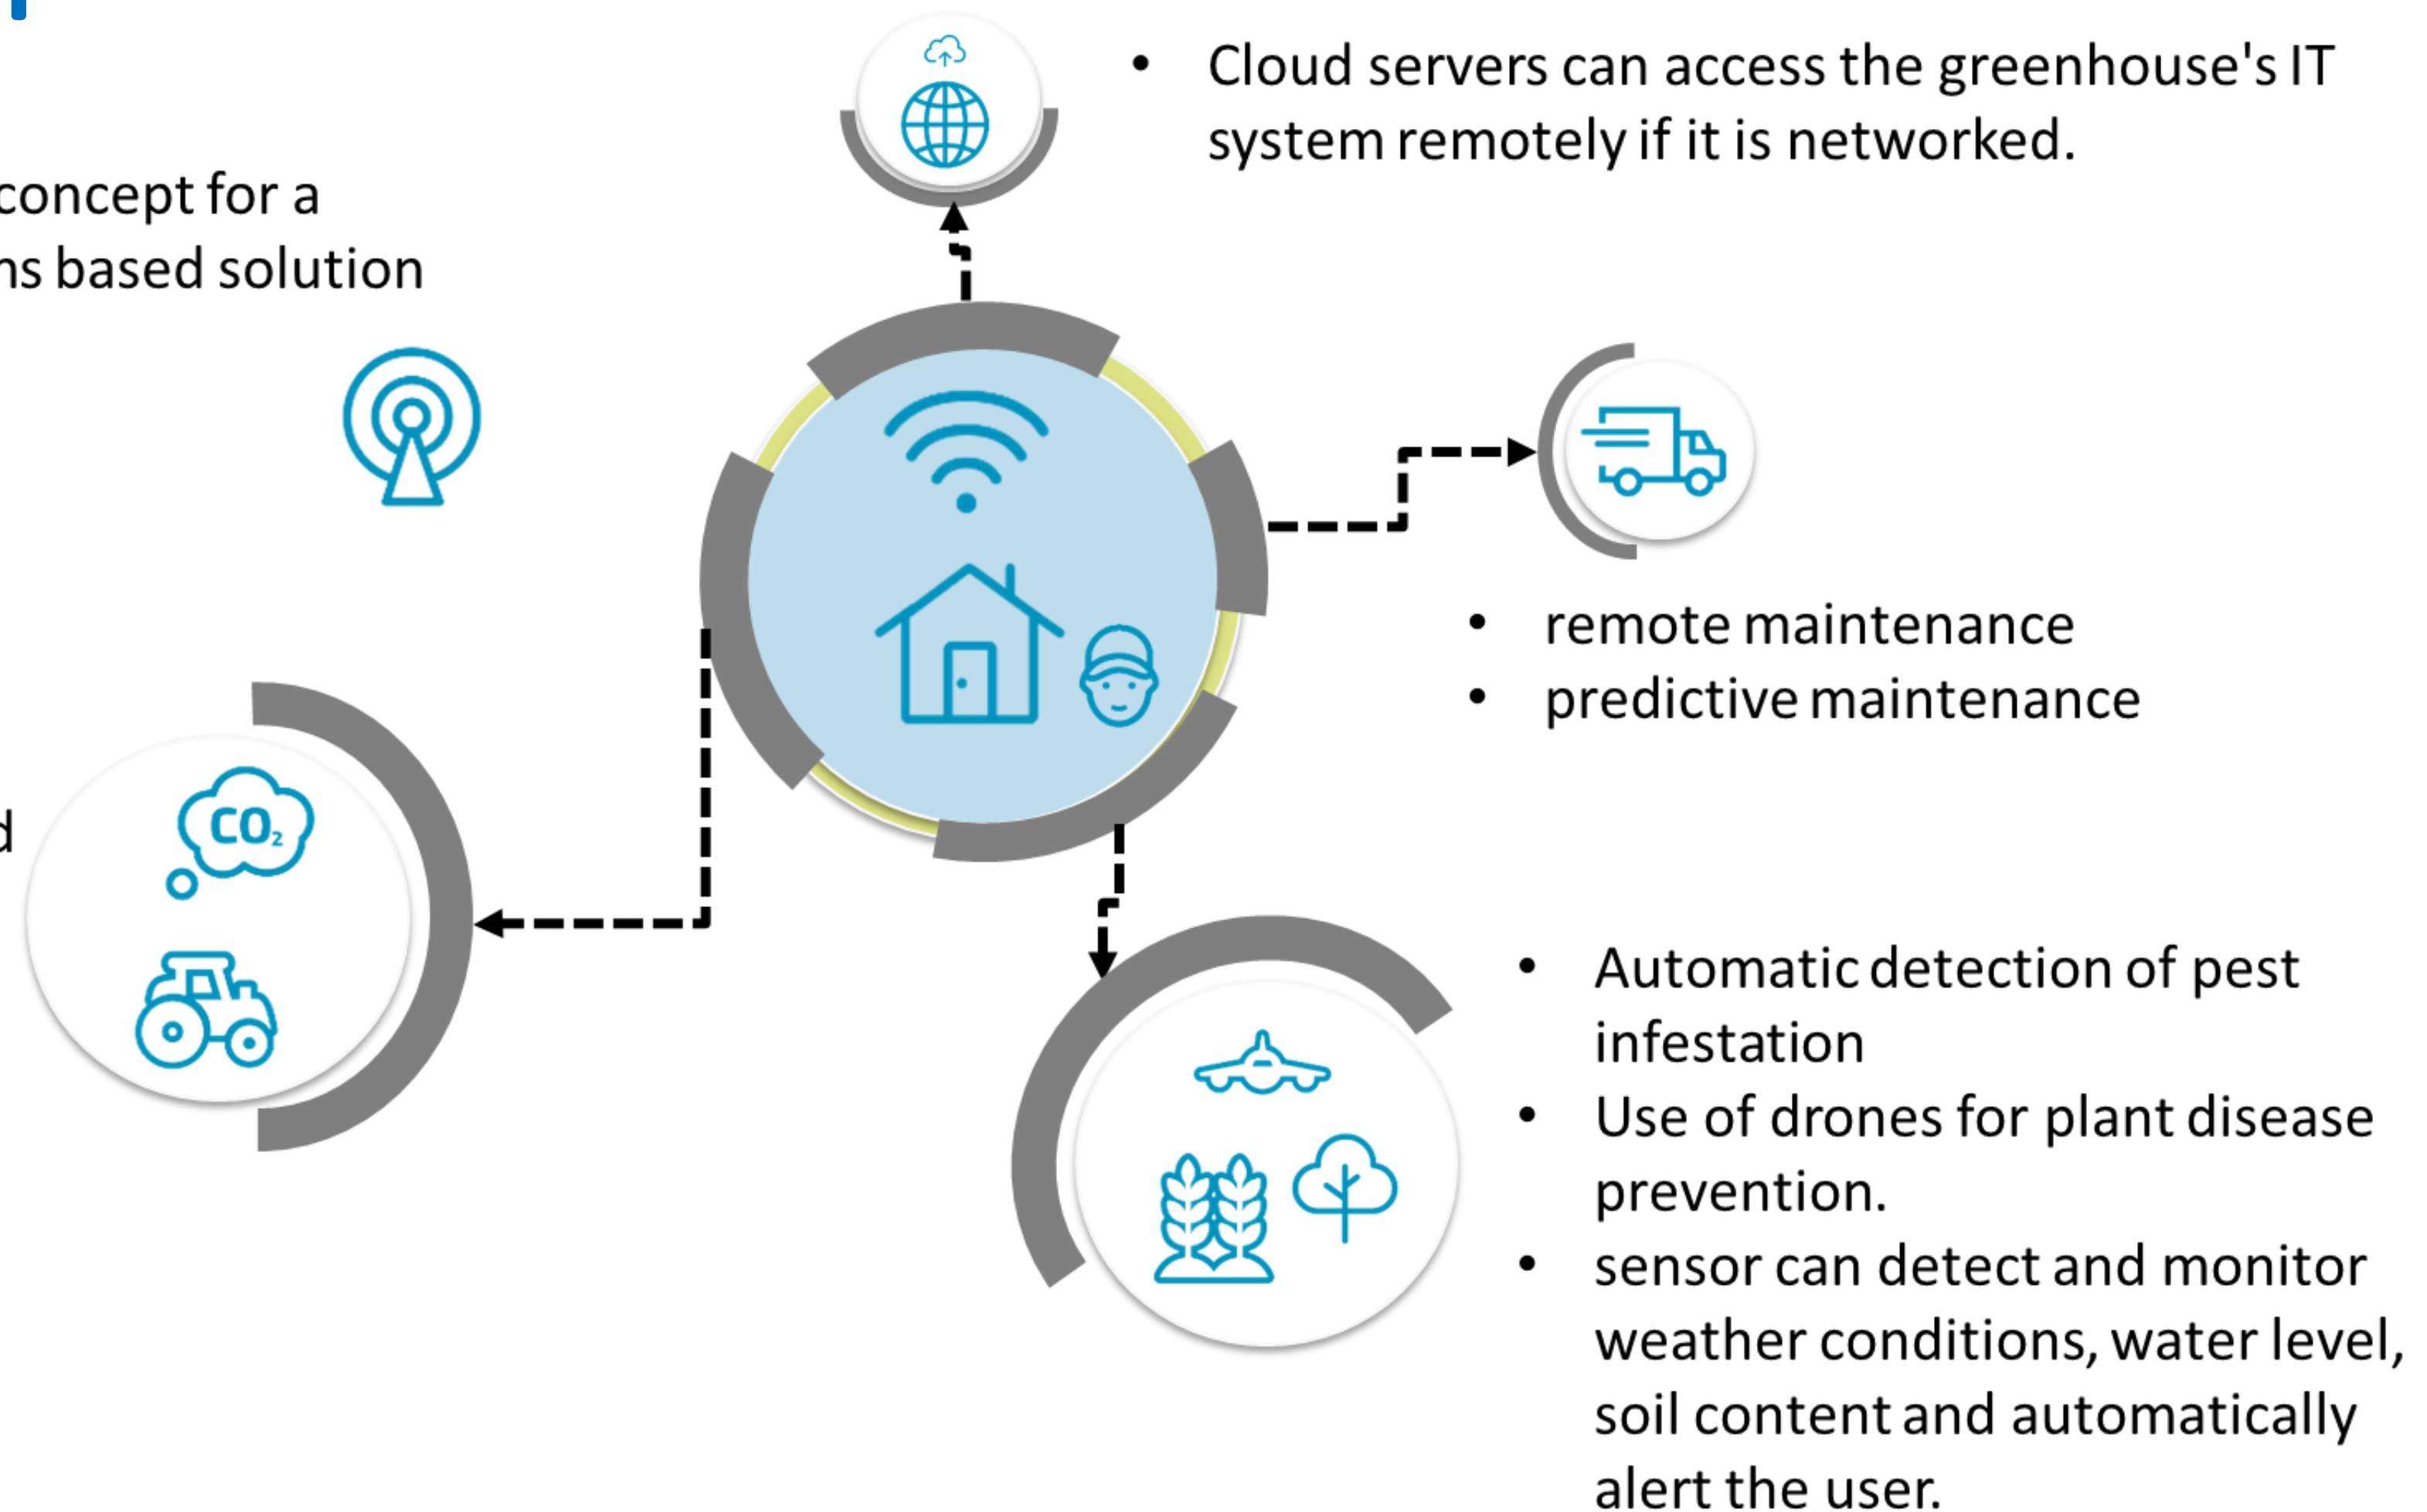 • Cloud servers can access the greenhouse's IT
system remotely if it is networked.
concept for a
based solution
• remote maintenance
• predictive maintenance
CO₂
• Automatic detection of pest
infestation
• Use of drones for plant disease
prevention.
• sensor can detect and monitor
weather conditions, water level,
soil content and automatically
alert the user.